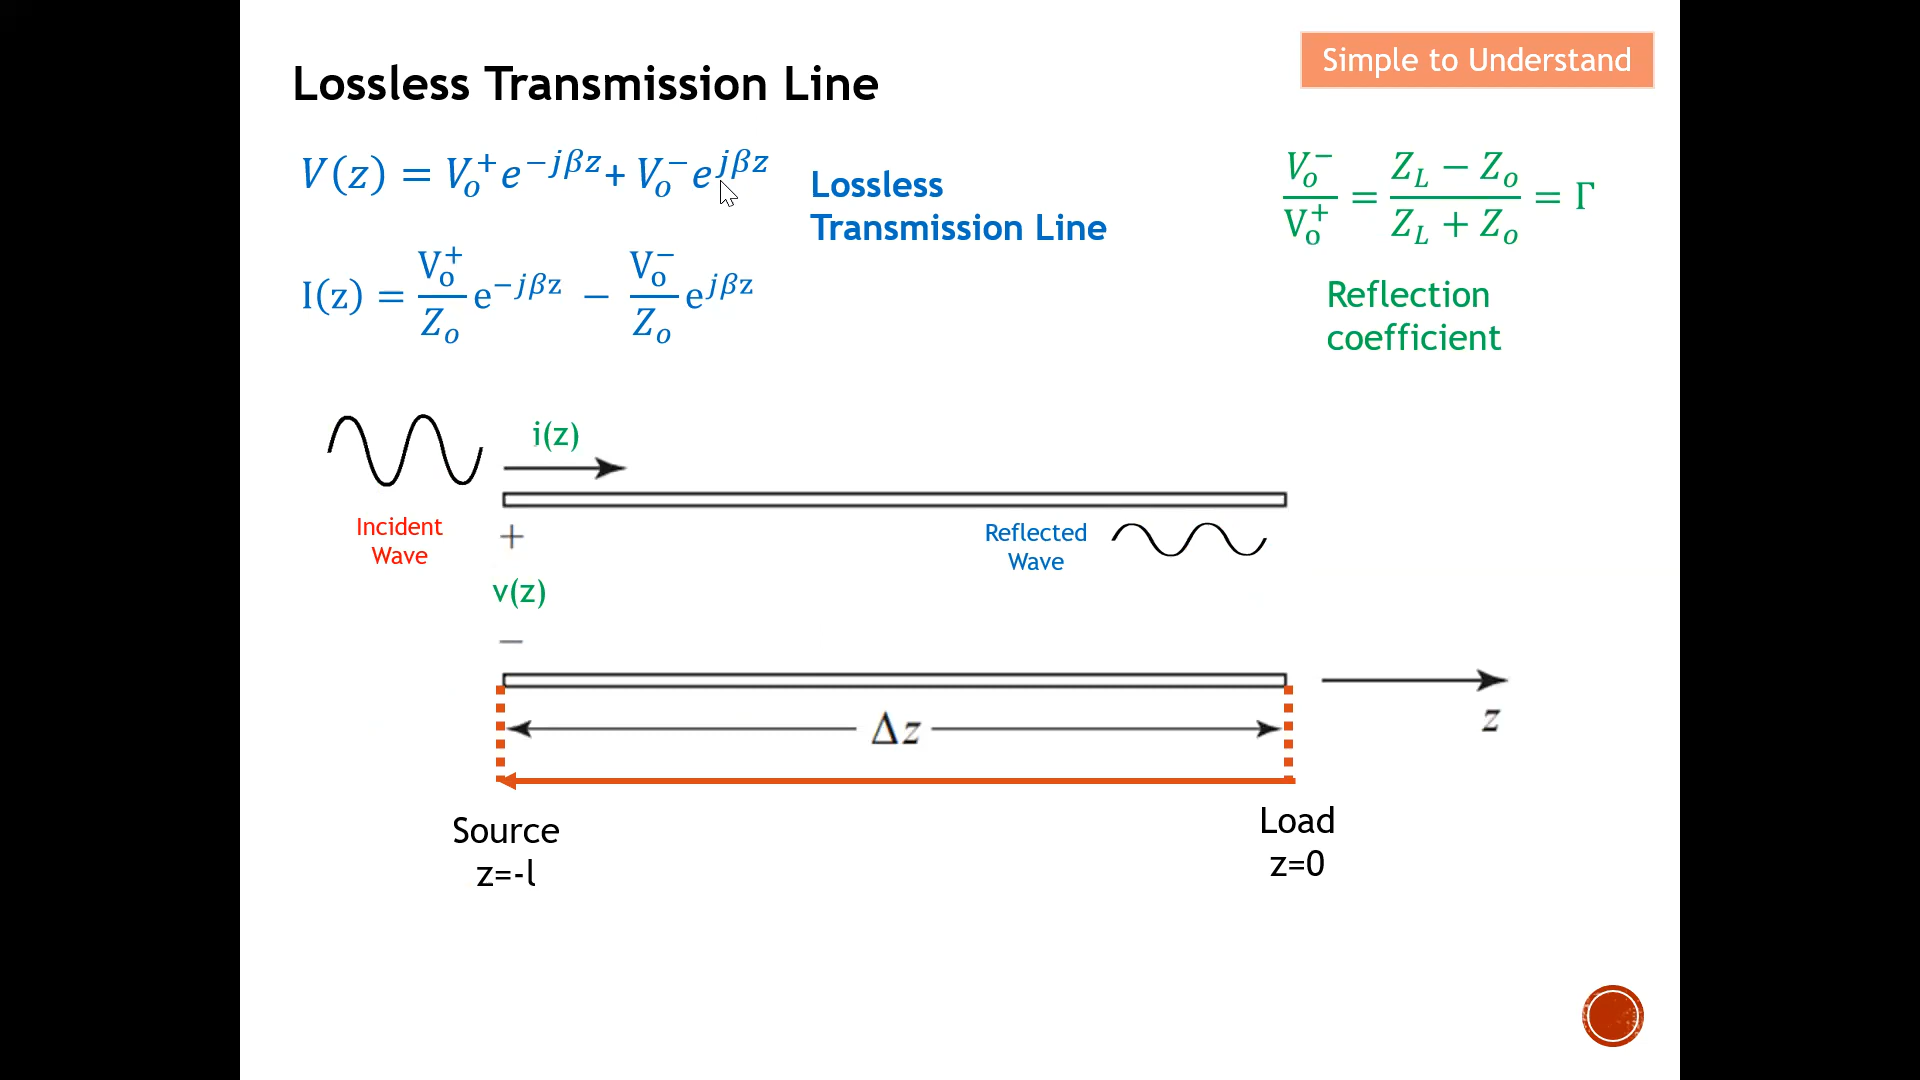 Simple to Understand
Lossless Transmission Line
V(z) = V_o^+ e^{-jβz} + V_o^- e^{jβz}
Lossless
Transmission Line
V_o^-/V_o^+ = (Z_L − Z_o)/(Z_L + Z_o) = Γ
I(z) = V_o^+/Z_o e^{-jβz} − V_o^-/Z_o e^{jβz}
Reflection
coefficient
i(z)
Incident
Wave
+
Reflected
Wave
v(z)
−
Δz
z
Source
z=-l
Load
z=0